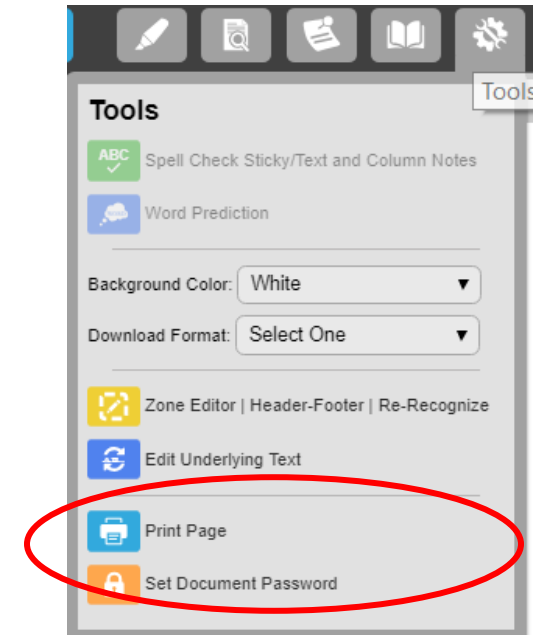 Tools
Tools
ABC
Spell Check Sticky/Text and Column Notes
Word Prediction
Background Color: White
Download Format: Select One
Zone Editor | Header-Footer | Re-Recognize
Edit Underlying Text
Print Page
Set Document Password